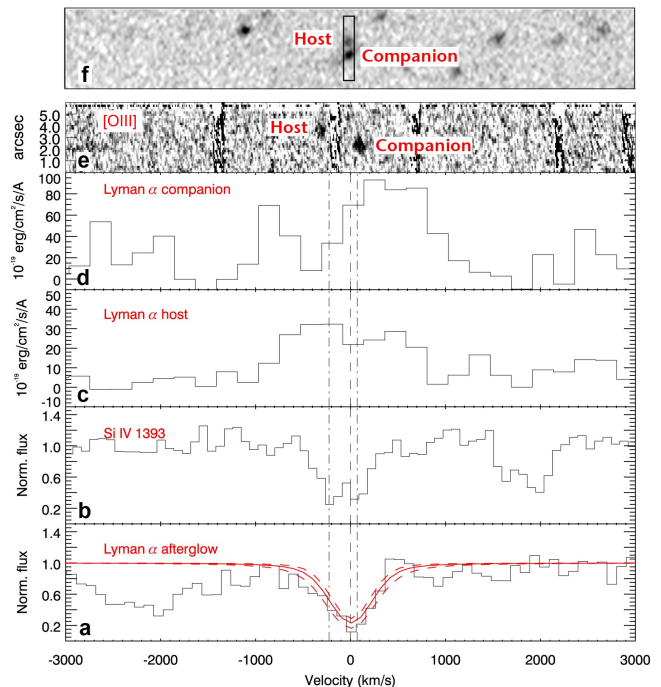 Host
Companion
f
[OIII]
Host
Companion
e
arcsec
5.0
4.0
3.0
2.0
1.0
Lyman α companion
d
10⁻¹⁹ erg/cm²/s/A
100
80
60
40
20
0
Lyman α host
c
10⁻¹⁹ erg/cm²/s/A
50
40
30
20
10
0
-10
Si IV 1393
b
Norm. flux
1.4
1.0
0.6
0.2
Lyman α afterglow
a
Norm. flux
1.4
1.0
0.6
0.2
-3000 -2000 -1000 0 1000 2000 3000
Velocity (km/s)